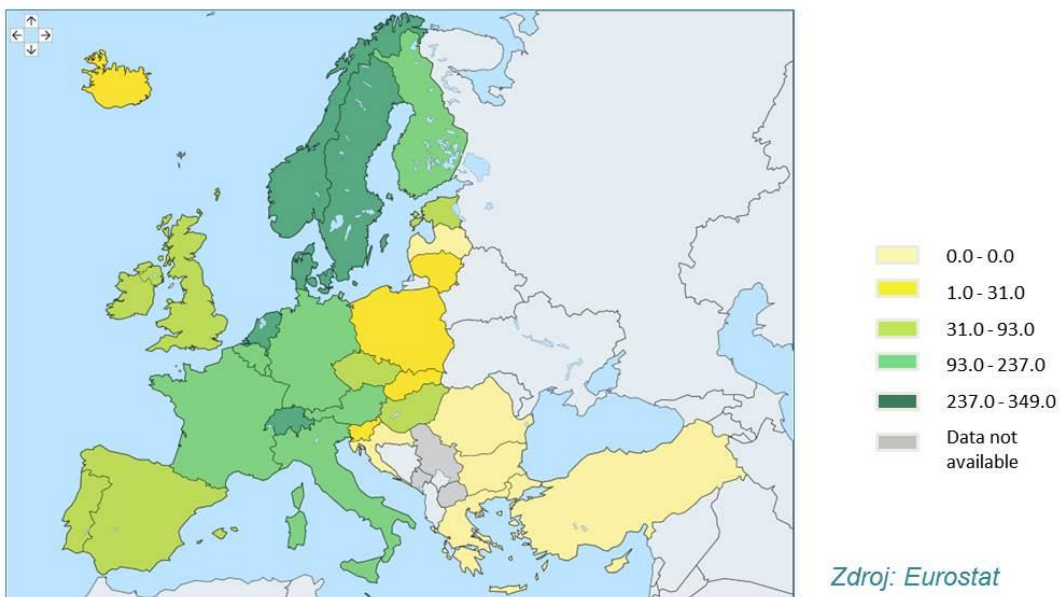 0.0 - 0.0
1.0 - 31.0
31.0 - 93.0
93.0 - 237.0
237.0 - 349.0
Data not
available
Zdroj: Eurostat